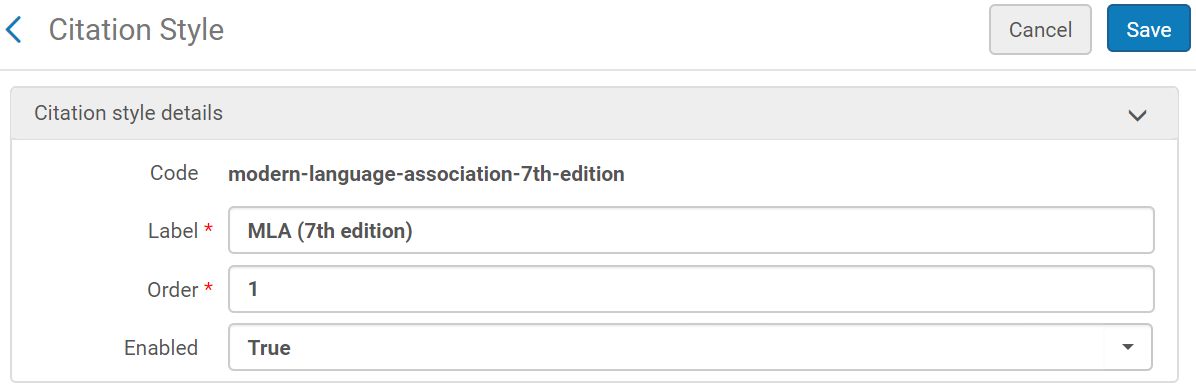 Citation Style
Cancel
Save
Citation style details
Code modern-language-association-7th-edition
Label * MLA (7th edition)
Order * 1
Enabled True